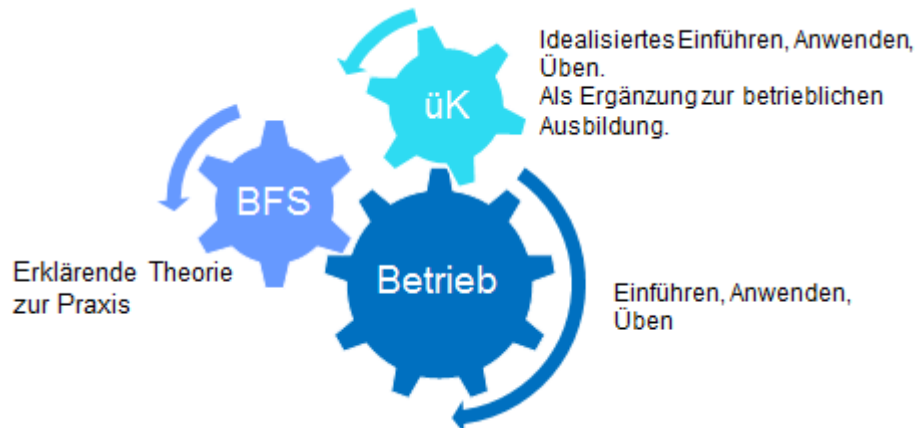 Idealisiertes Einführen, Anwenden,
Üben.
Als Ergänzung zur betrieblichen
Ausbildung.
üK
BFS
Betrieb
Erklärende Theorie
zur Praxis
Einführen, Anwenden,
Üben